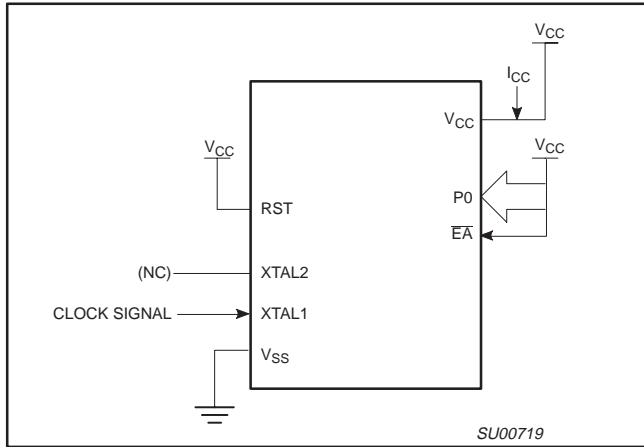 VCC
ICC
VCC
VCC
VCC
P0
RST
EA
(NC) XTAL2
CLOCK SIGNAL XTAL1
VSS
SU00719